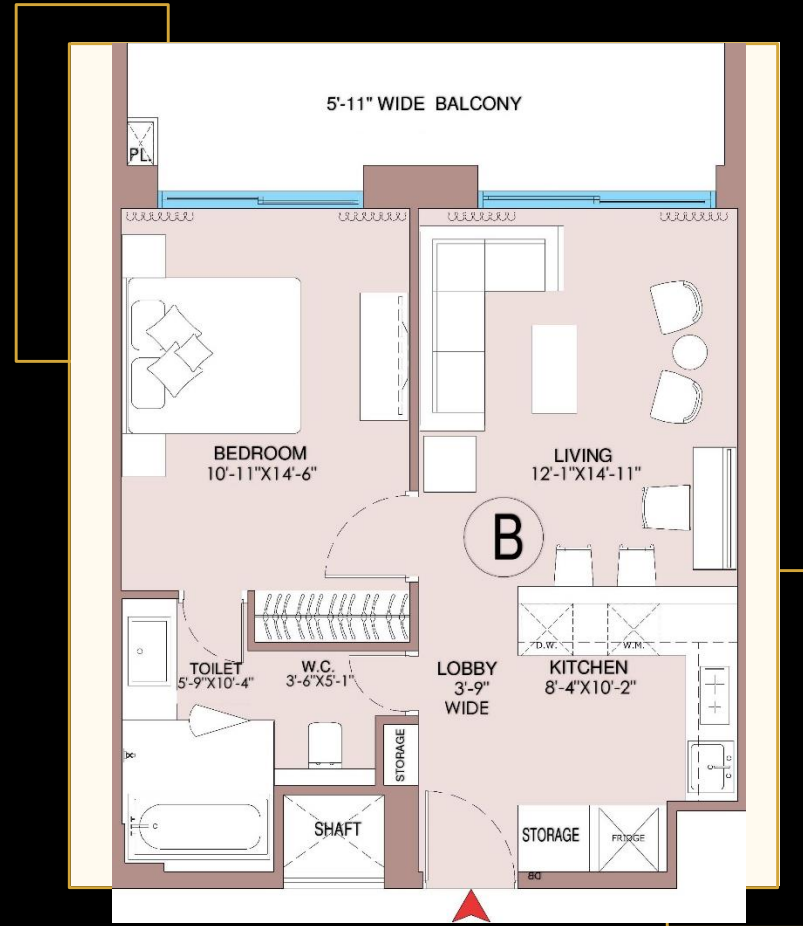 5'-11" WIDE BALCONY
PL.
BEDROOM
10'-11"X14'-6"
LIVING
12'-1"X14'-11"
B
D.W.
W.M.
TOILET
5'-9"X10'-4"
W.C.
3'-6"X5'-1"
LOBBY
3'-9"
WIDE
KITCHEN
8'-4"X10'-2"
STORAGE
SHAFT
STORAGE
FRIDGE
DB